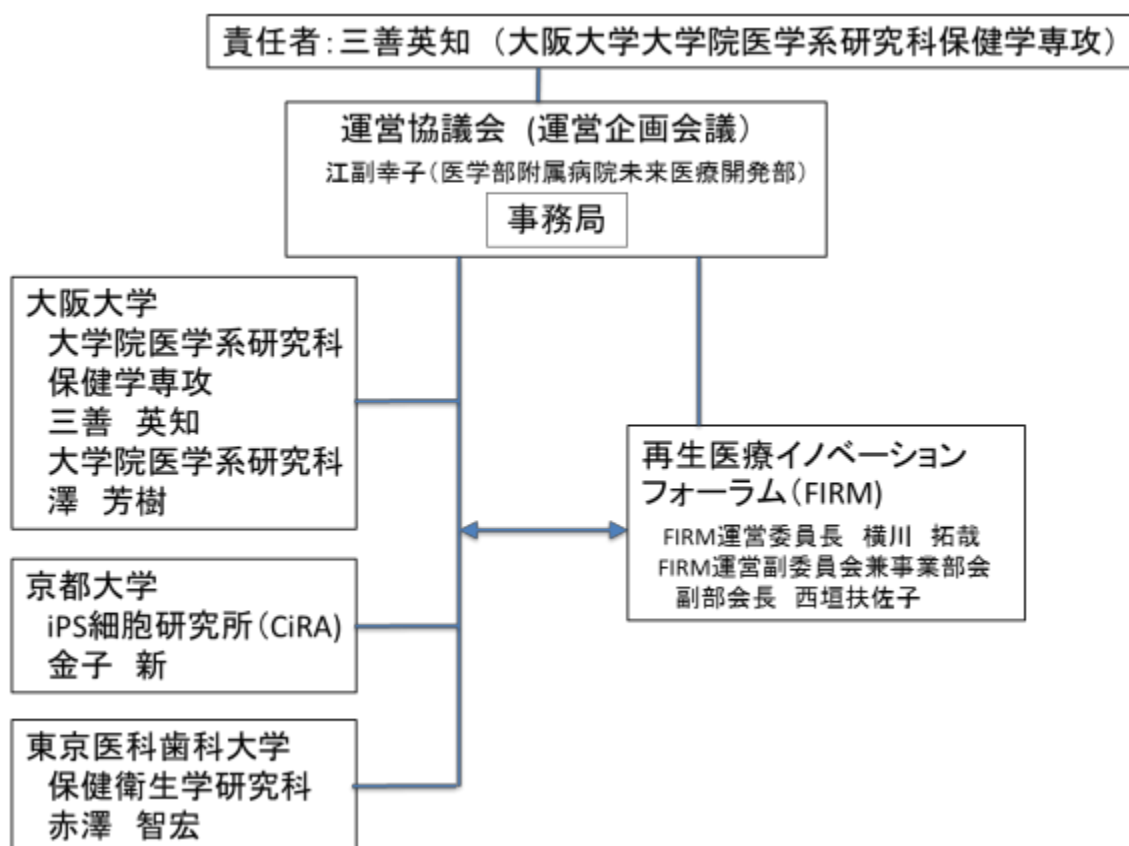 責任者：三善英知 （大阪大学大学院医学系研究科保健学専攻）
運営協議会 (運営企画会議）
江副幸子（医学部附属病院未来医療開発部）
事務局
大阪大学
大学院医学系研究科
保健学専攻
三善　英知
大学院医学系研究科
澤　芳樹
京都大学
iPS細胞研究所（CiRA)
金子　新
東京医科歯科大学
保健衛生学研究科
赤澤　智宏
再生医療イノベーション
フォーラム（FIRM)
FIRM運営委員長　横川　拓哉
FIRM運営副委員会兼事業部会
副部会長　西垣扶佐子